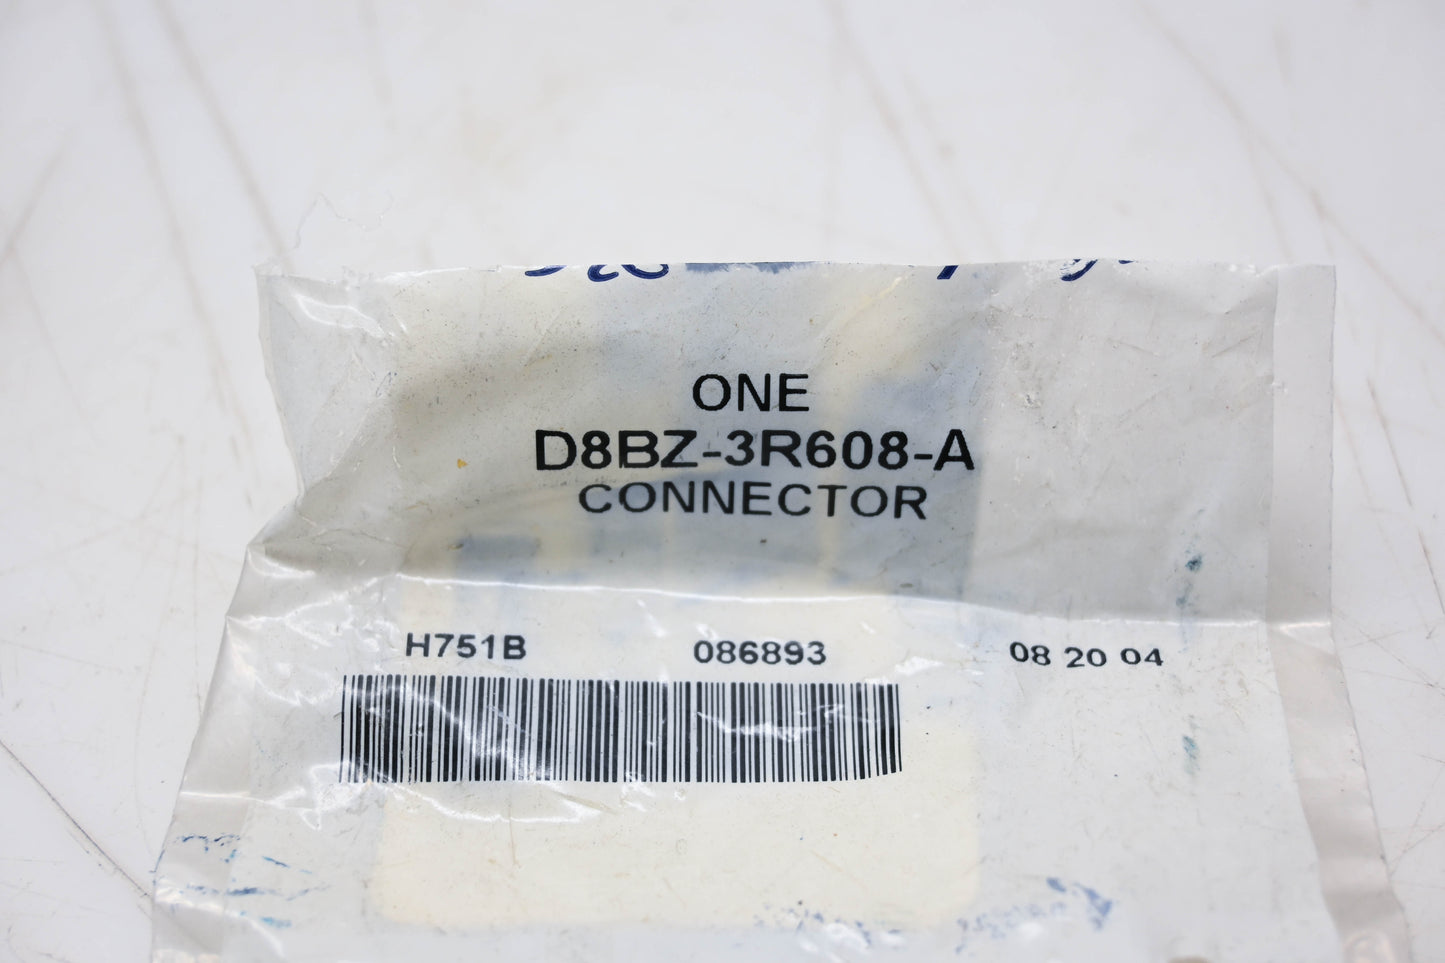 ONE
D8BZ-3R608-A
CONNECTOR
H751B 086893 08 20 04